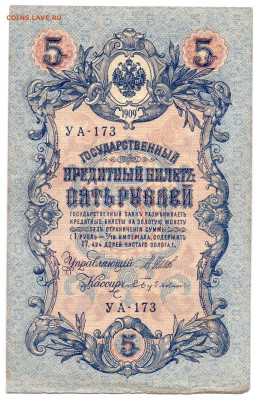 COINS.LAVE.RU
5 5
1909
УА-173
ГОСУДАРСТВЕННЫЙ
КРЕДИТНЫЙ БИЛЕТЪ
ПЯТЬ РУБЛЕЙ
ГОСУДАРСТВЕННЫЙ БАНКЪ РАЗМѢНИВАЕТЪ
КРЕДИТНЫЕ БИЛЕТЫ НА ЗОЛОТУЮ МОНЕТУ
БЕЗЪ ОГРАНИЧЕНІЯ СУММЫ
(1 РУБЛЬ = 1/15 ИМПЕРІАЛА, СОДЕРЖИТЪ
17,424 ДОЛЕЙ ЧИСТАГО ЗОЛОТА).
Управляющій
Кассиръ
УА-173
5